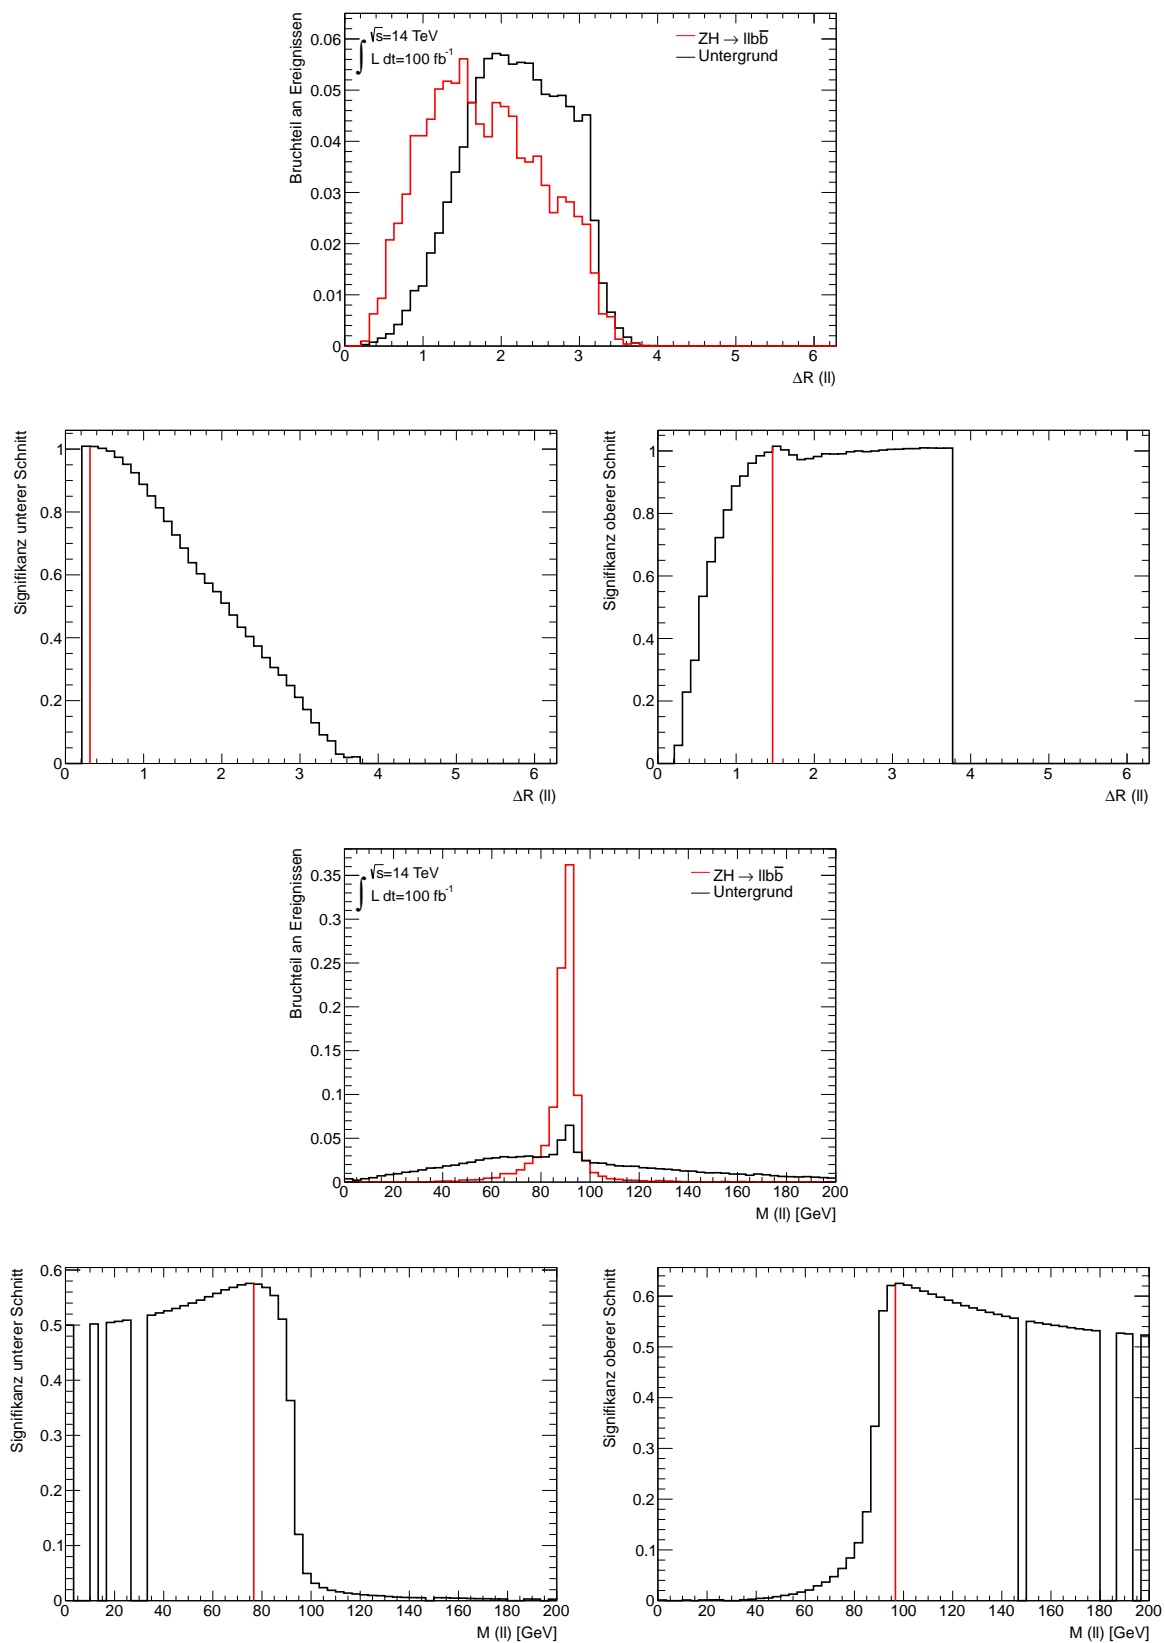 Bruchteil an Ereignissen
√s=14 TeV
∫ L dt=100 fb⁻¹
ZH → llbb̅
Untergrund
0.06
0.05
0.04
0.03
0.02
0.01
0
0 1 2 3 4 5 6
ΔR (ll)
Signifikanz unterer Schnitt
1
0.8
0.6
0.4
0.2
0
0 1 2 3 4 5 6
ΔR (ll)
Signifikanz oberer Schnitt
1
0.8
0.6
0.4
0.2
0
0 1 2 3 4 5 6
ΔR (ll)
Bruchteil an Ereignissen
√s=14 TeV
∫ L dt=100 fb⁻¹
ZH → llbb̅
Untergrund
0.35
0.3
0.25
0.2
0.15
0.1
0.05
0
0 20 40 60 80 100 120 140 160 180 200
M (ll) [GeV]
Signifikanz unterer Schnitt
0.6
0.5
0.4
0.3
0.2
0.1
0
0 20 40 60 80 100 120 140 160 180 200
M (ll) [GeV]
Signifikanz oberer Schnitt
0.6
0.5
0.4
0.3
0.2
0.1
0
0 20 40 60 80 100 120 140 160 180 200
M (ll) [GeV]